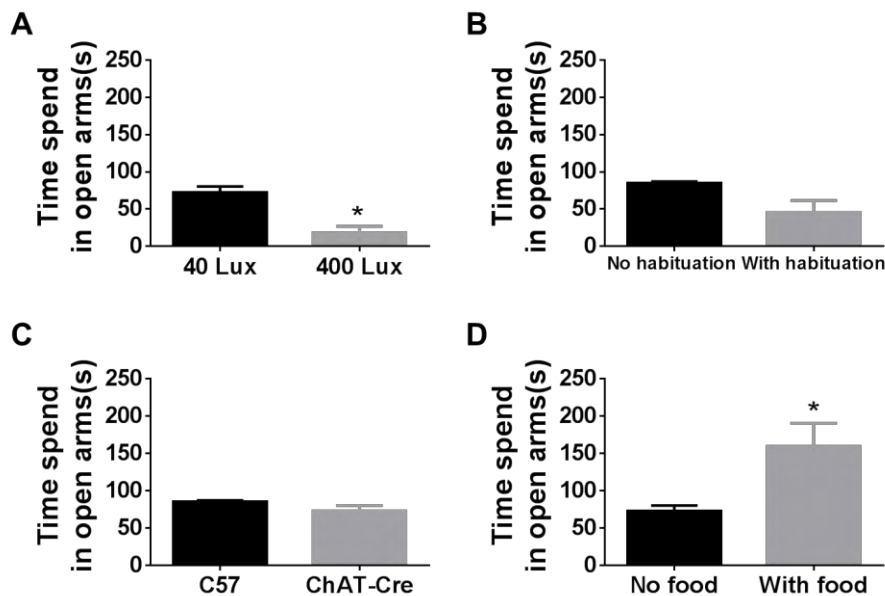 A
Time spend
in open arms(s)
250
200
150
100
50
0
*
40 Lux
400 Lux
B
Time spend
in open arms(s)
250
200
150
100
50
0
No habituation
With habituation
C
Time spend
in open arms(s)
250
200
150
100
50
0
C57
ChAT-Cre
D
Time spend
in open arms(s)
250
200
150
100
50
0
*
No food
With food